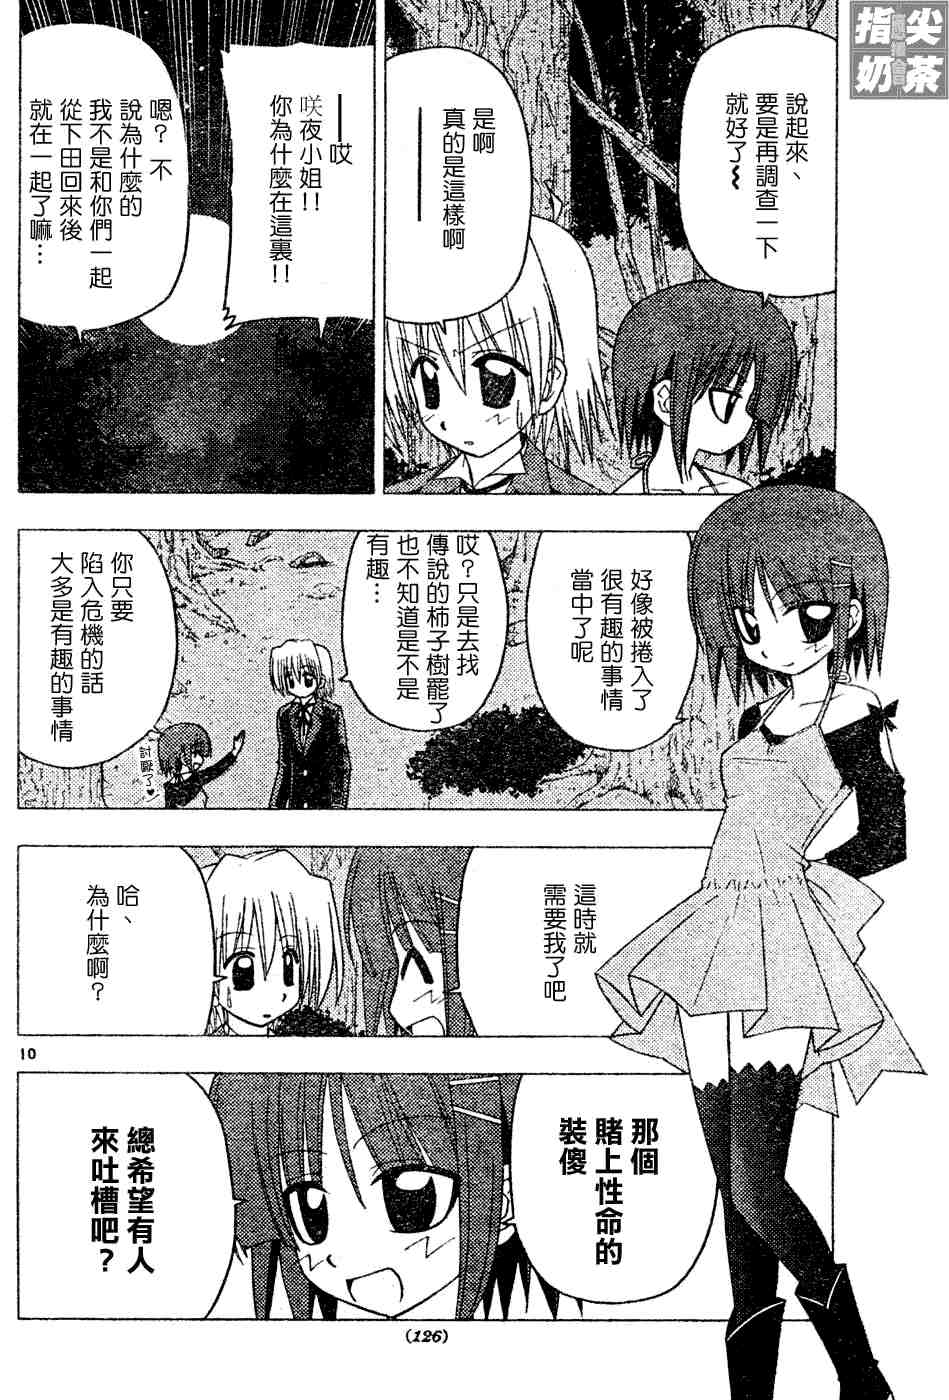 說起來、
要是再調查一下
就好了~
是啊
真的是這樣啊
——
——哎
咲夜小姐!!
你為什麼在這裏!!
嗯？不
說為什麼的
我不是和你們一起
從下田回來後
就在一起了嘛…
好像被捲入了
很有趣的事情
當中了呢
哎？只是去找
傳說的柿子樹罷了
也不知道是不是
有趣…
你只要
陷入危機的話
大多是有趣的事情
討厭了♥
這時就
需要我了吧
哈、
為什麼啊？
那個
賭上性命的
裝傻
總希望有人
來吐槽吧？
10
(126)
指尖
奶茶